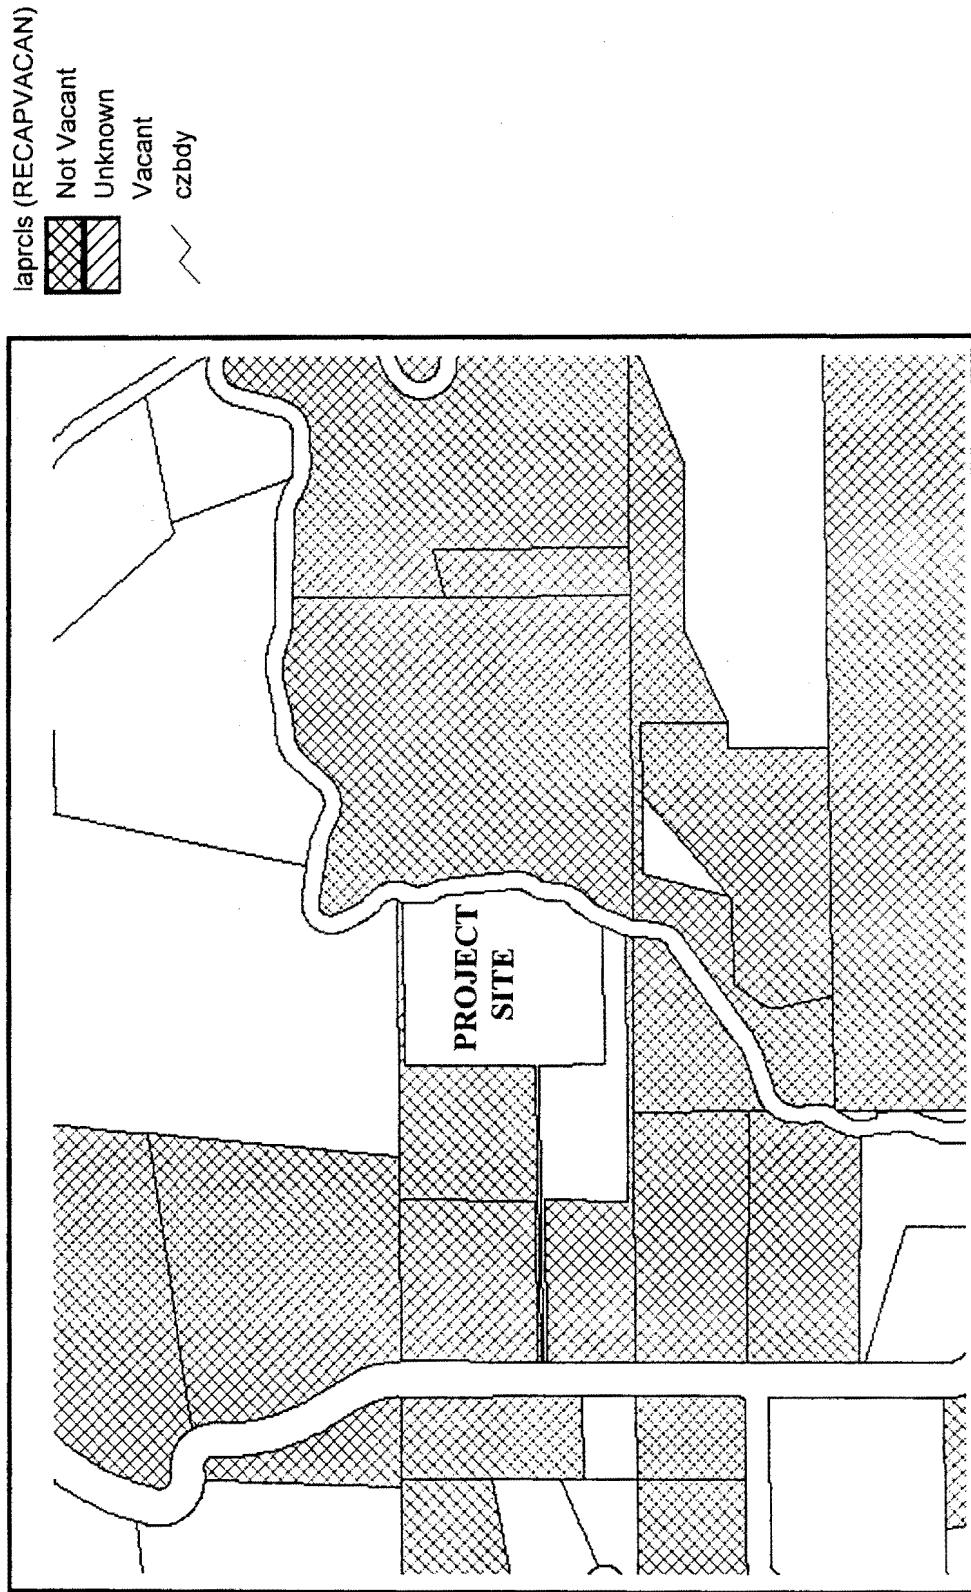 laprcls (RECAPVACAN)
Not Vacant
Unknown
Vacant
czbdy
PROJECT
SITE